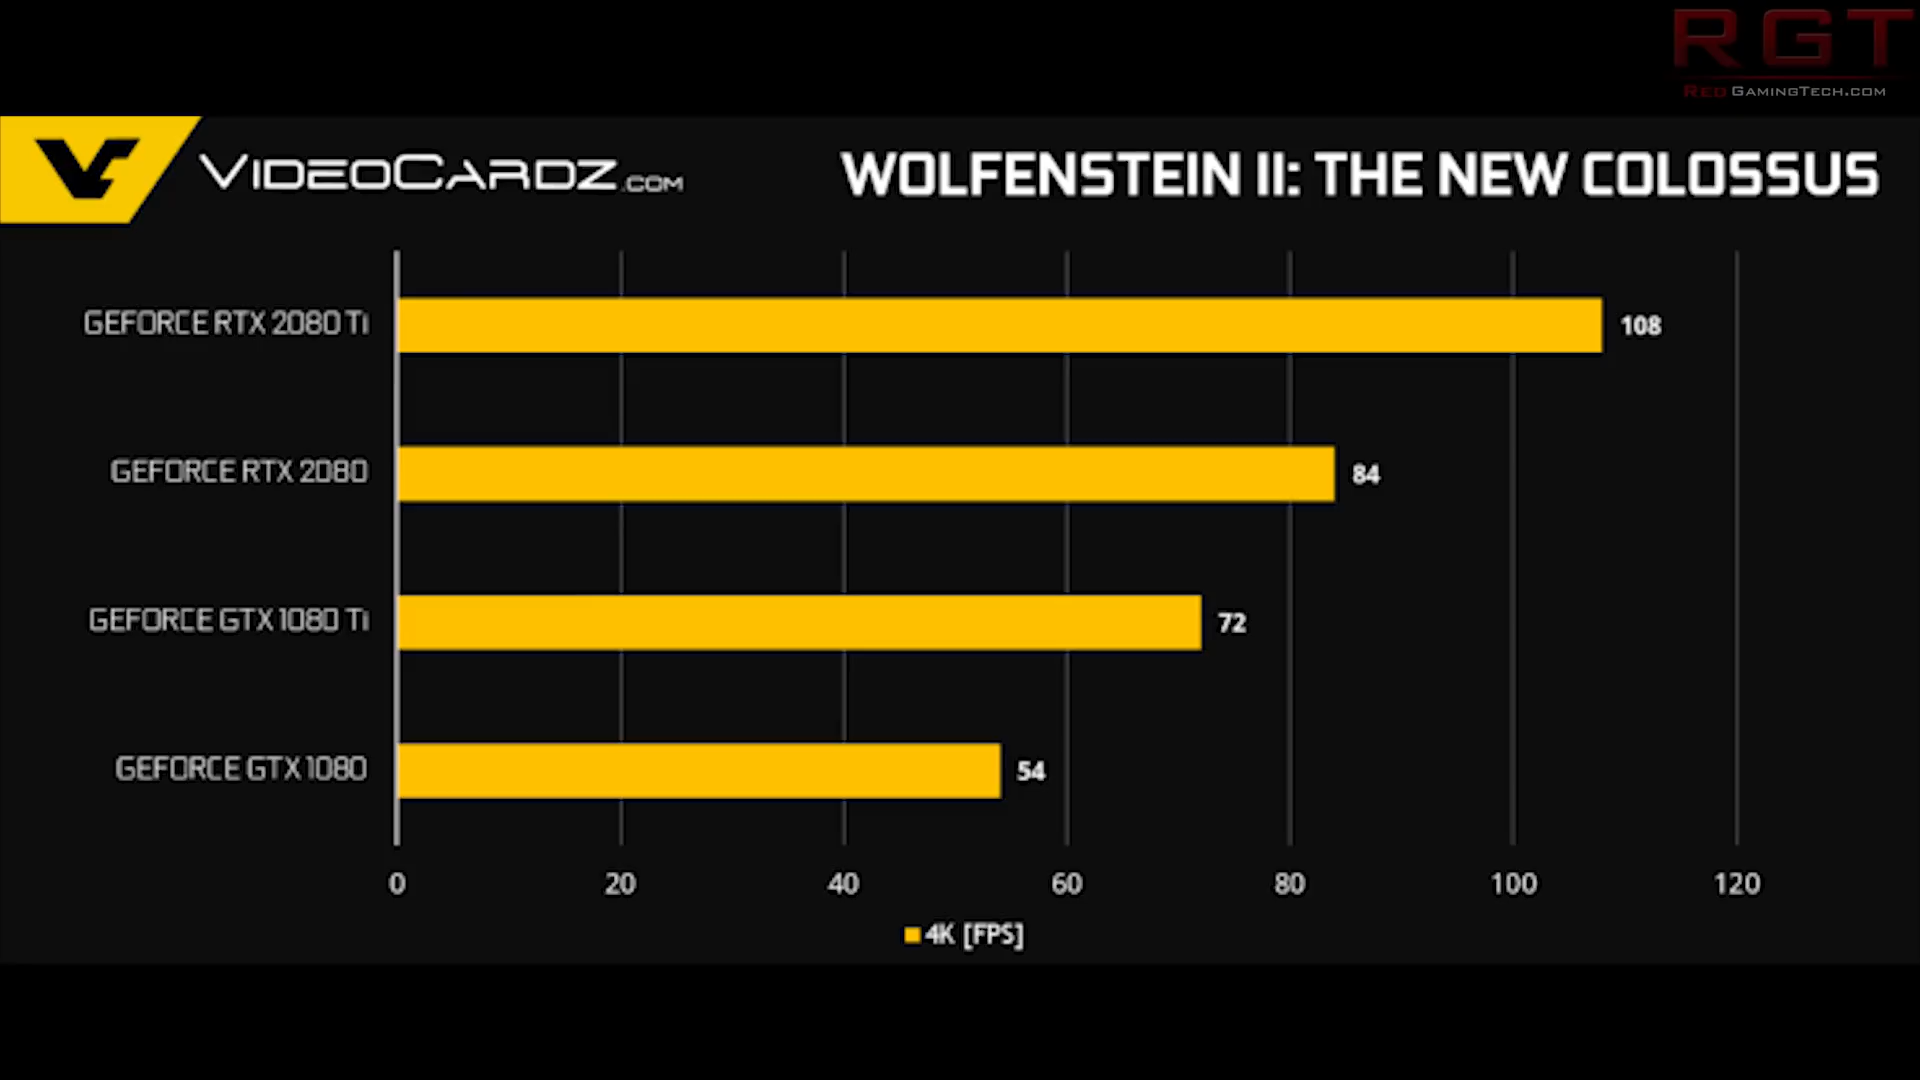 RGT
RedGamingTech.com
VideoCardz.com
WOLFENSTEIN II: THE NEW COLOSSUS
GEFORCE RTX 2080 Ti
108
GEFORCE RTX 2080
84
GEFORCE GTX 1080 Ti
72
GEFORCE GTX 1080
54
0 20 40 60 80 100 120
4K [FPS]